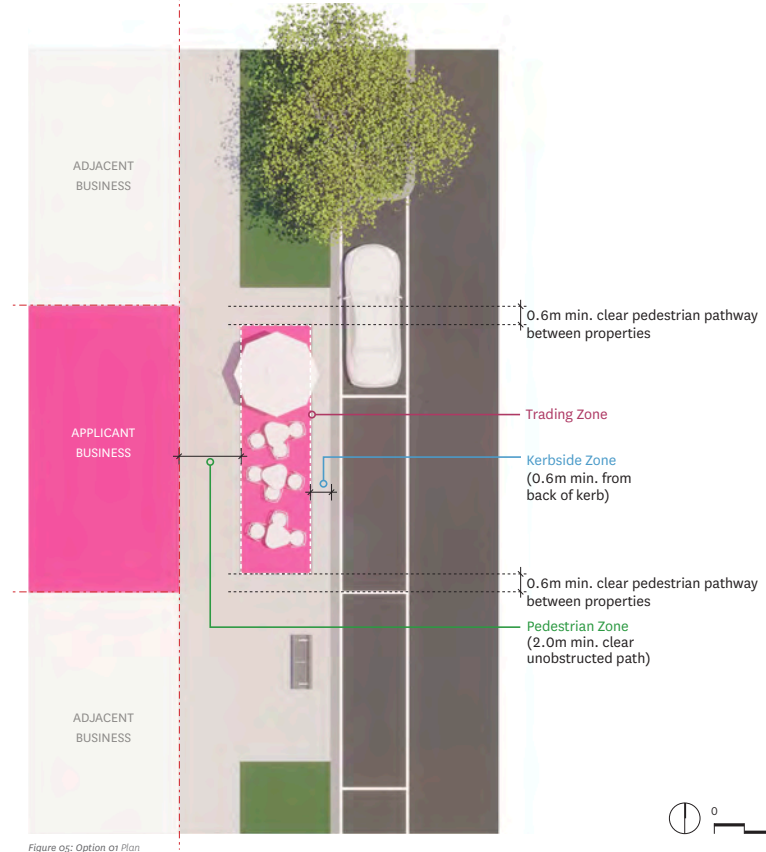 ADJACENT
BUSINESS
0.6m min. clear pedestrian pathway
between properties
Trading Zone
APPLICANT
BUSINESS
Kerbside Zone
(0.6m min. from
back of kerb)
0.6m min. clear pedestrian pathway
between properties
Pedestrian Zone
(2.0m min. clear
unobstructed path)
ADJACENT
BUSINESS
0
Figure 05: Option 01 Plan